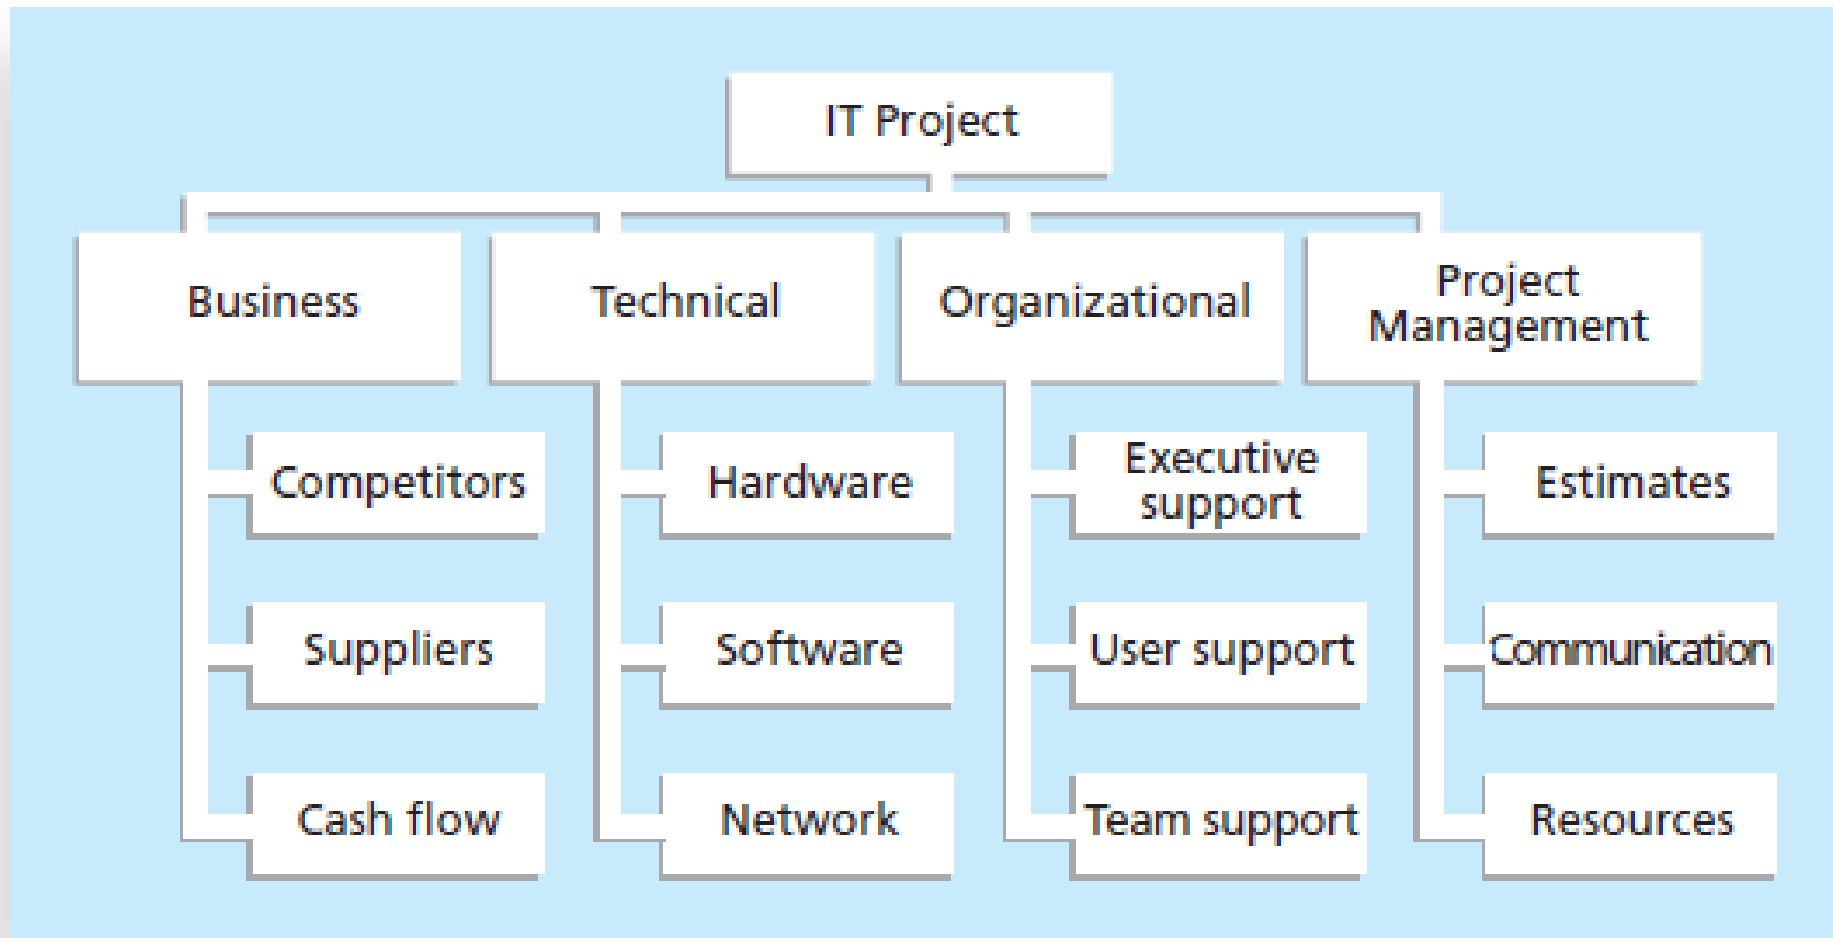 IT Project
Business
Technical
Organizational
Project
Management
Competitors
Hardware
Executive
support
Estimates
Suppliers
Software
User support
Communication
Cash flow
Network
Team support
Resources